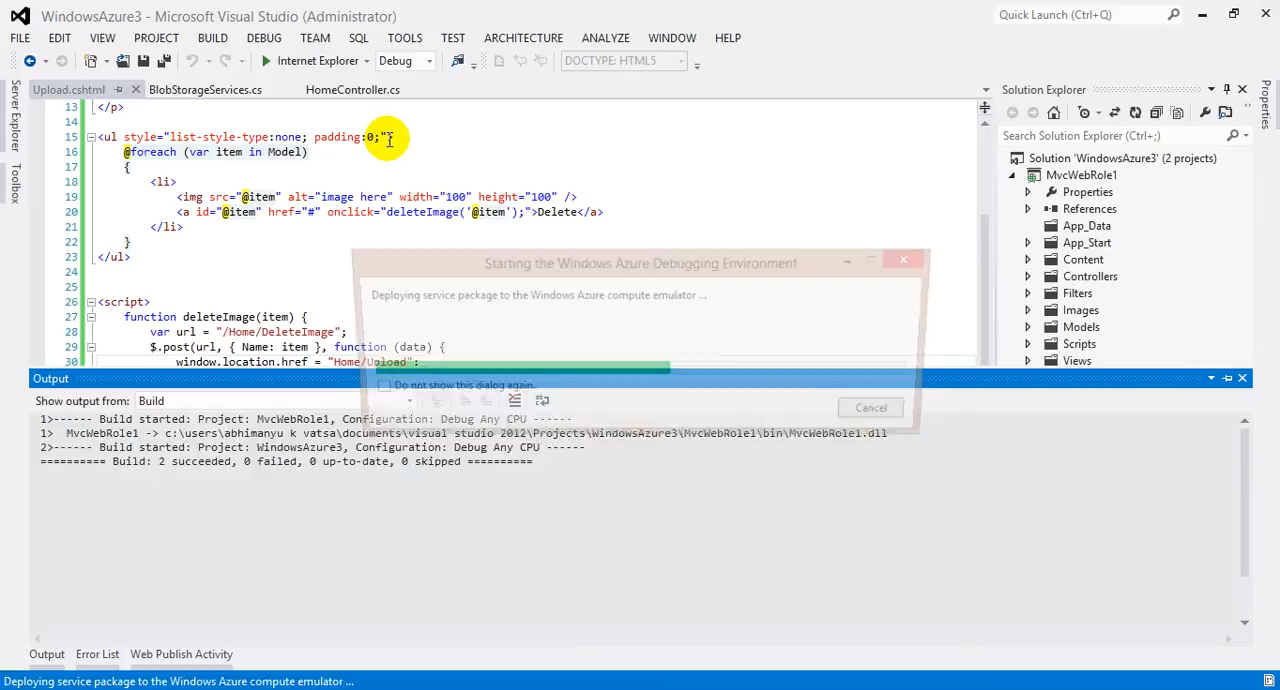 WindowsAzure3 - Microsoft Visual Studio (Administrator)
Quick Launch (Ctrl+Q)
FILE EDIT VIEW PROJECT BUILD DEBUG TEAM SQL TOOLS TEST ARCHITECTURE ANALYZE WINDOW HELP
Internet Explorer Debug DOCTYPE: HTML5
Upload.cshtml BlobStorageServices.cs HomeController.cs
Server Explorer
Toolbox
13 </p>
14
15 <ul style="list-style-type:none; padding:0;"
16 @foreach (var item in Model)
17 {
18 <li>
19 <img src="@item" alt="image here" width="100" height="100" />
20 <a id="@item" href="#" onclick="deleteImage('@item');">Delete</a>
21 </li>
22 }
23 </ul>
24
25
26 <script>
27 function deleteImage(item) {
28 var url = "/Home/DeleteImage";
29 $.post(url, { Name: item }, function (data) {
30 window.location.href = "Home/Upload";
Starting the Windows Azure Debugging Environment
Deploying service package to the Windows Azure compute emulator ...
Do not show this dialog again.
Cancel
Solution Explorer
Search Solution Explorer (Ctrl+;)
Solution 'WindowsAzure3' (2 projects)
MvcWebRole1
Properties
References
App_Data
App_Start
Content
Controllers
Filters
Images
Models
Scripts
Views
Properties
Output
Show output from: Build
1>------ Build started: Project: MvcWebRole1, Configuration: Debug Any CPU ------
1> MvcWebRole1 -> c:\users\abhimanyu k vatsa\documents\visual studio 2012\Projects\WindowsAzure3\MvcWebRole1\bin\MvcWebRole1.dll
2>------ Build started: Project: WindowsAzure3, Configuration: Debug Any CPU ------
========== Build: 2 succeeded, 0 failed, 0 up-to-date, 0 skipped ==========
Output Error List Web Publish Activity
Deploying service package to the Windows Azure compute emulator ...